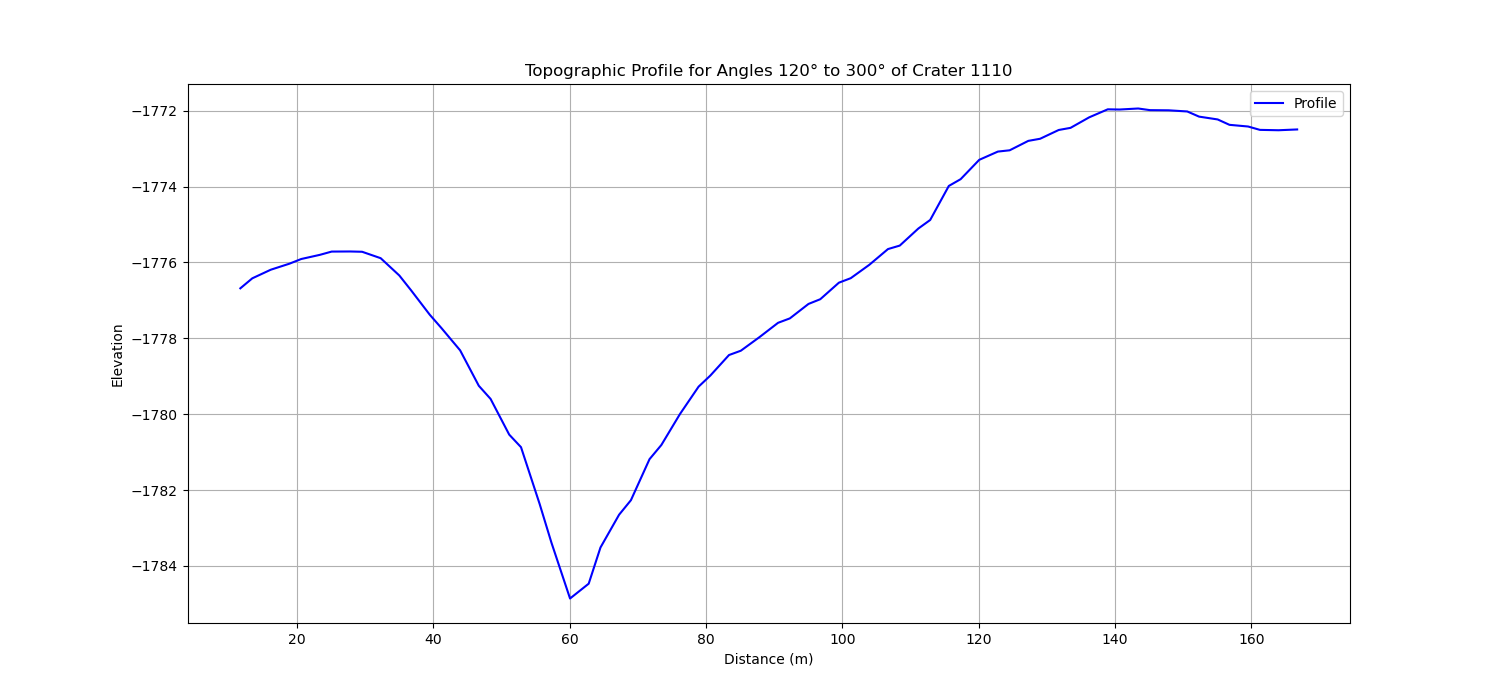 Topographic Profile for Angles 120° to 300° of Crater 1110
Profile
−1772
−1774
−1776
−1778
−1780
−1782
−1784
Elevation
20 40 60 80 100 120 140 160
Distance (m)